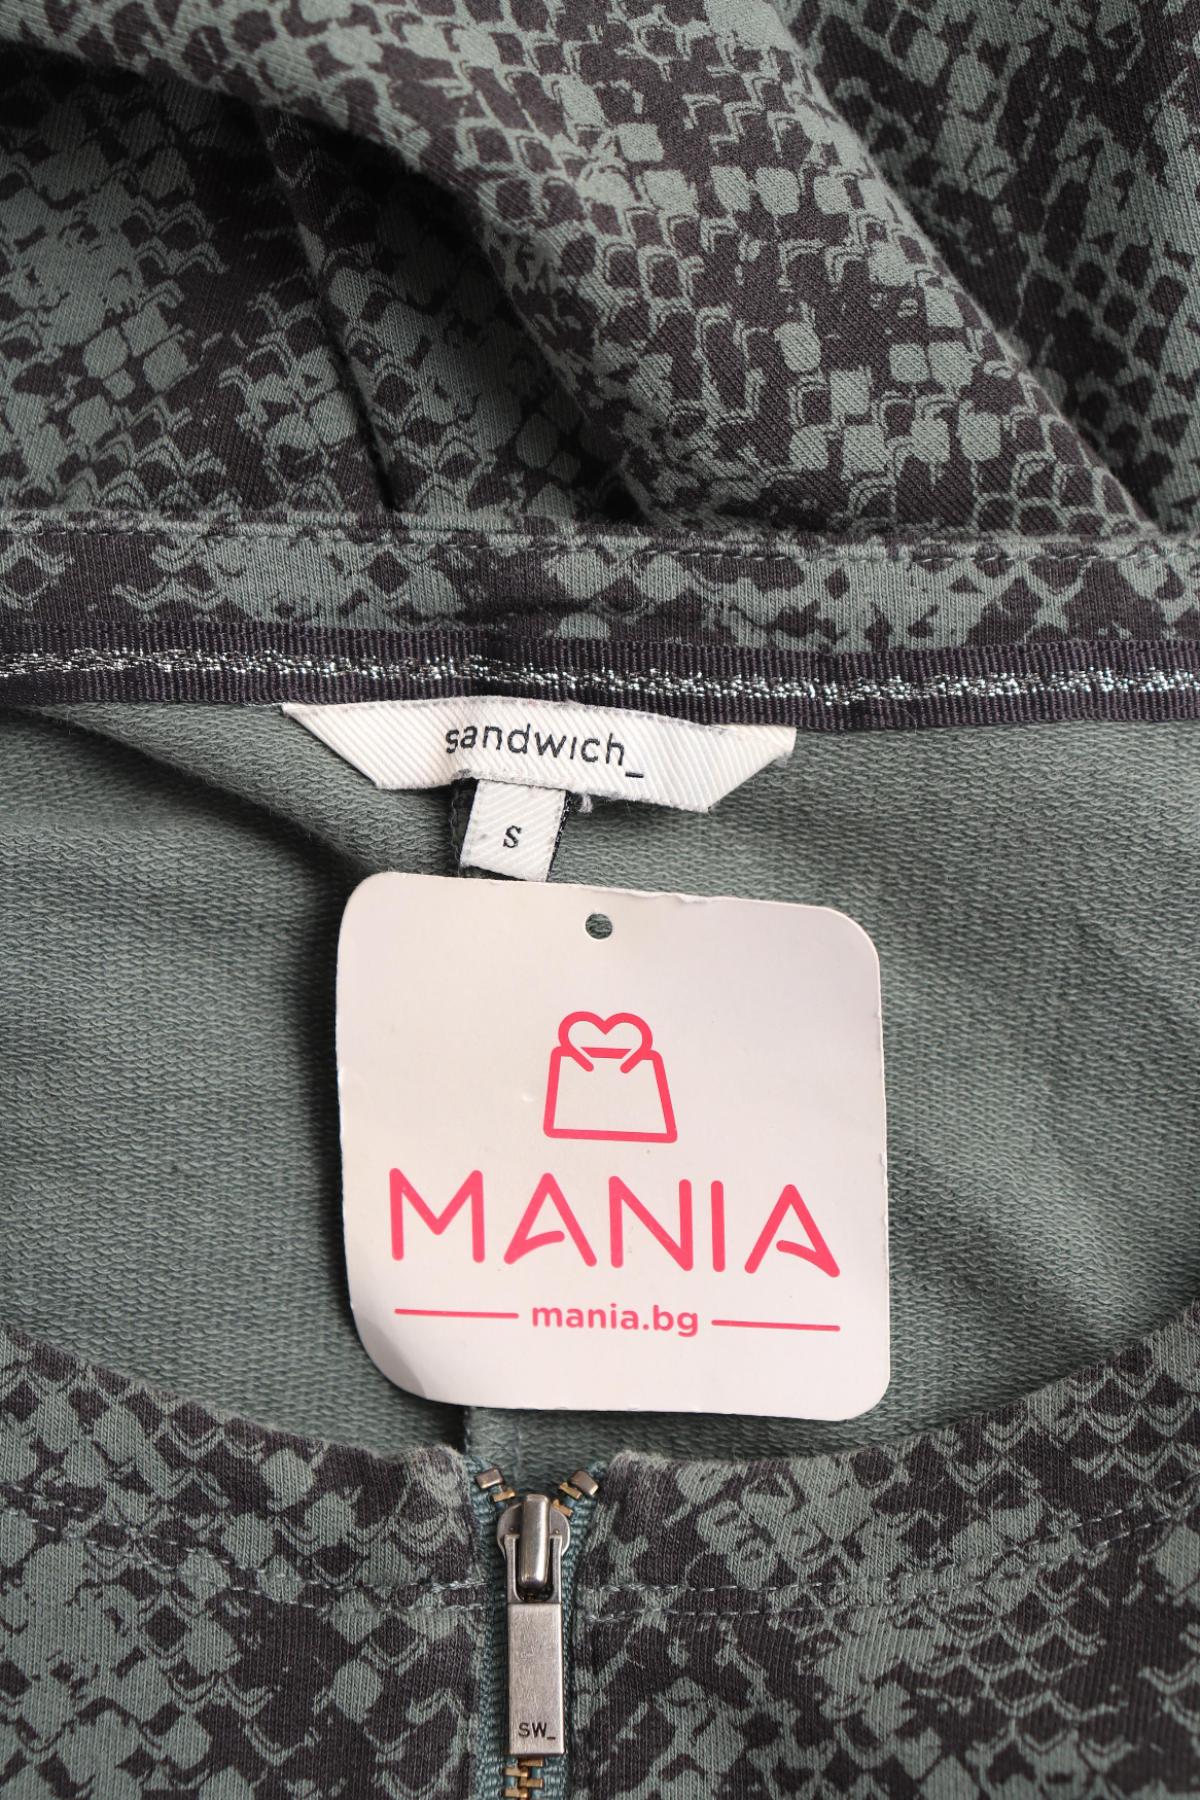 sandwich_
S
MANIA
mania.bg
SW_